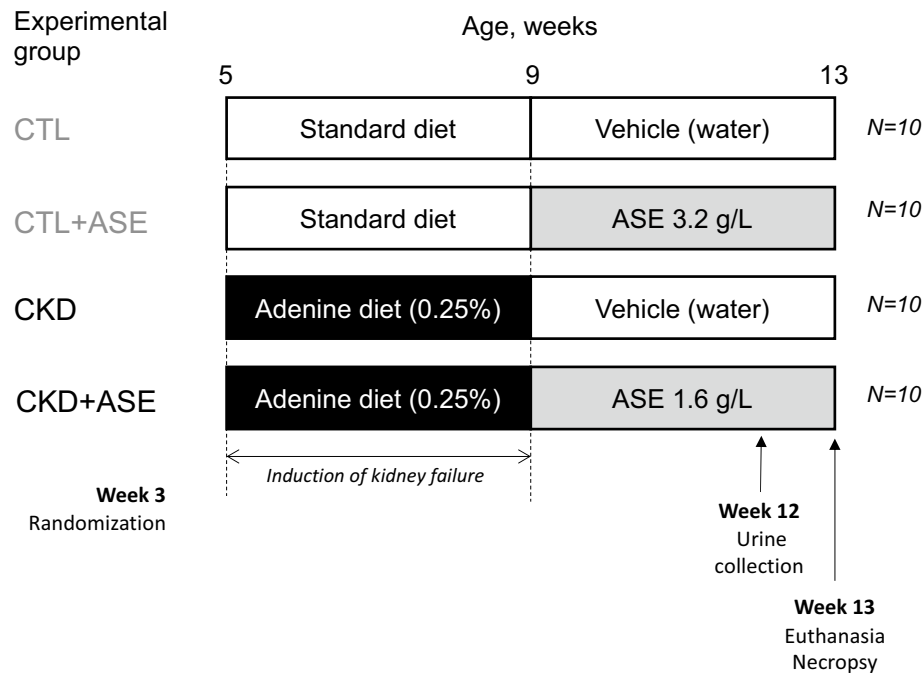 Experimental
group
Age, weeks
5 9 13
CTL Standard diet Vehicle (water) N=10
CTL+ASE Standard diet ASE 3.2 g/L N=10
CKD Adenine diet (0.25%) Vehicle (water) N=10
CKD+ASE Adenine diet (0.25%) ASE 1.6 g/L N=10
Induction of kidney failure
Week 3
Randomization
Week 12
Urine
collection
Week 13
Euthanasia
Necropsy